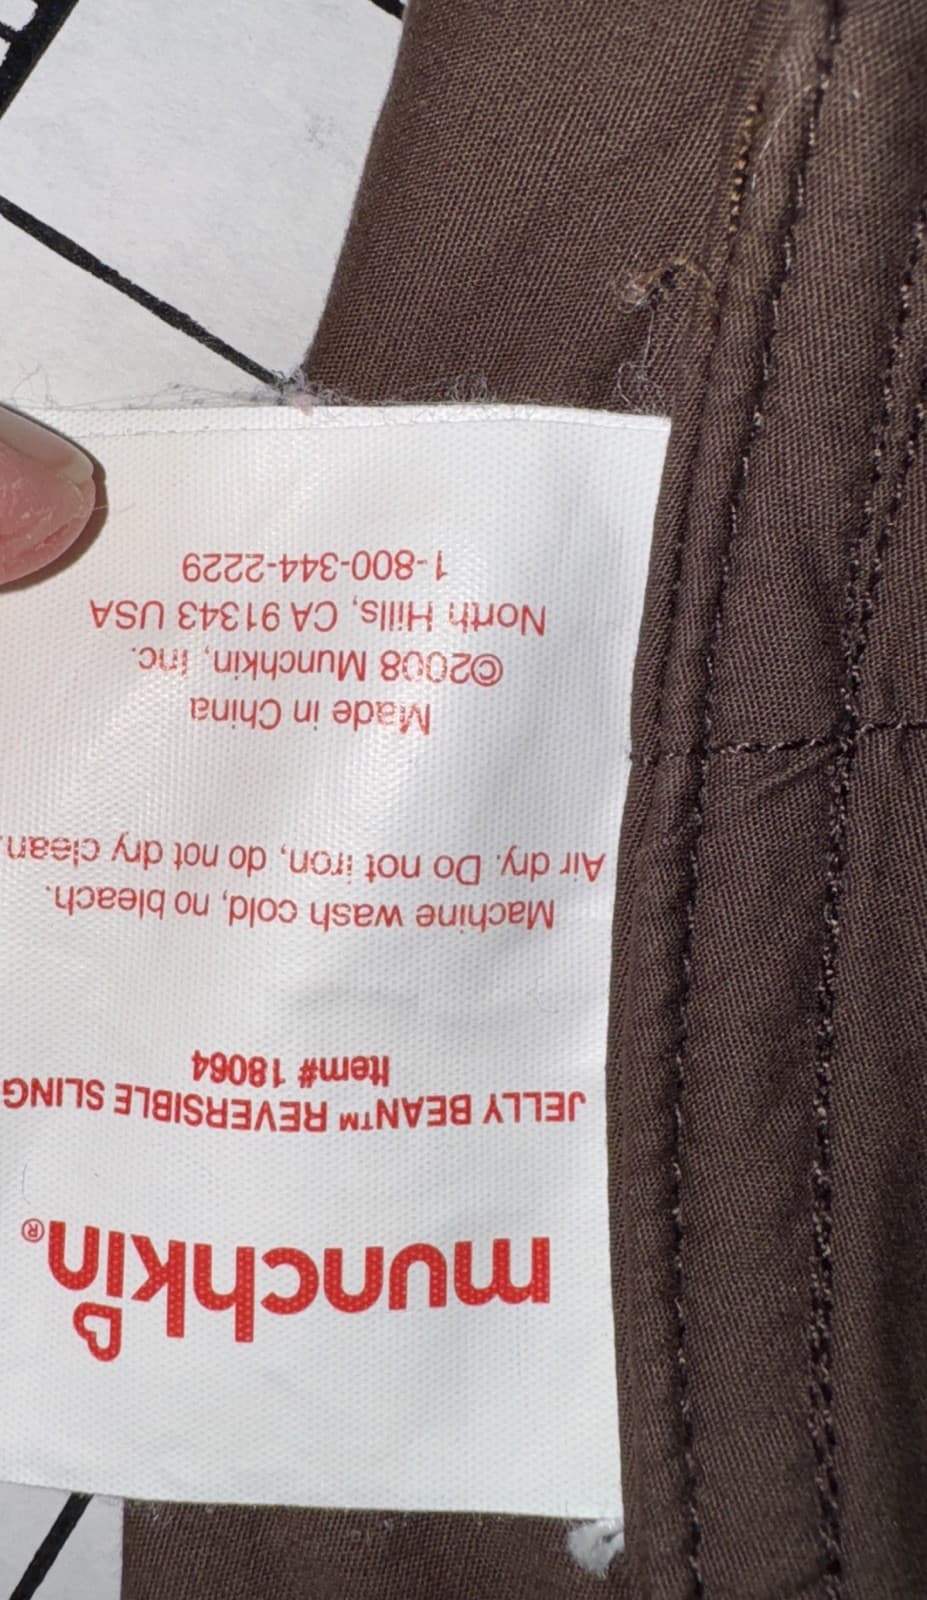 munchkin®
JELLY BEAN™ REVERSIBLE SLING
Item# 18064
Machine wash cold, no bleach.
Air dry. Do not iron, do not dry clean.
Made in China
©2008 Munchkin, Inc.
North Hills, CA 91343 USA
1-800-344-2229